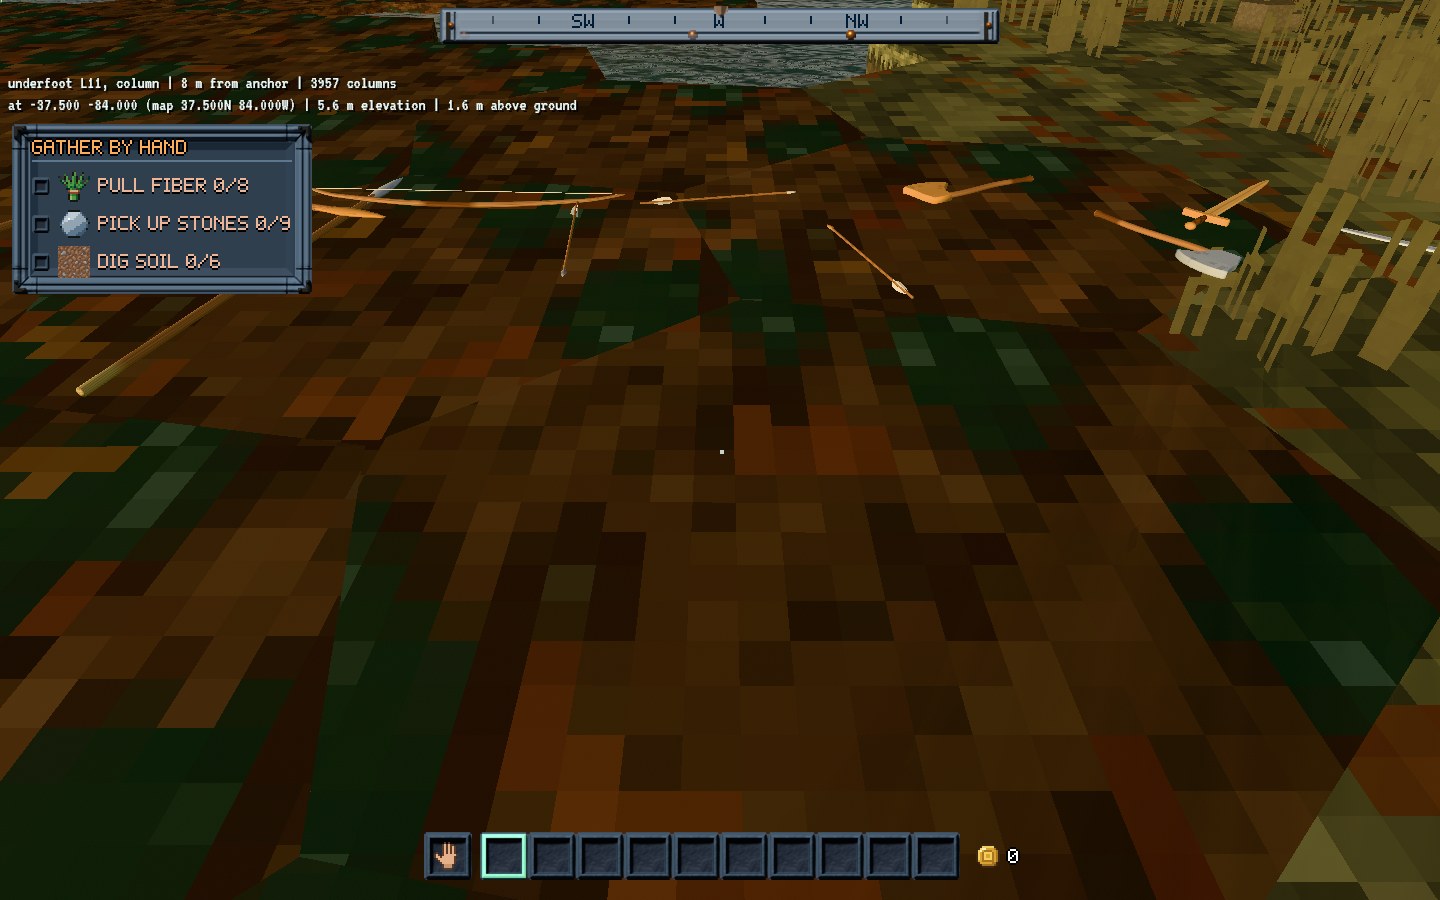 SW W NW
underfoot L11, column | 8 m from anchor | 3957 columns
at -37.500 -84.000 (map 37.500N 84.000W) | 5.6 m elevation | 1.6 m above ground
GATHER BY HAND
PULL FIBER 0/8
PICK UP STONES 0/9
DIG SOIL 0/6
0